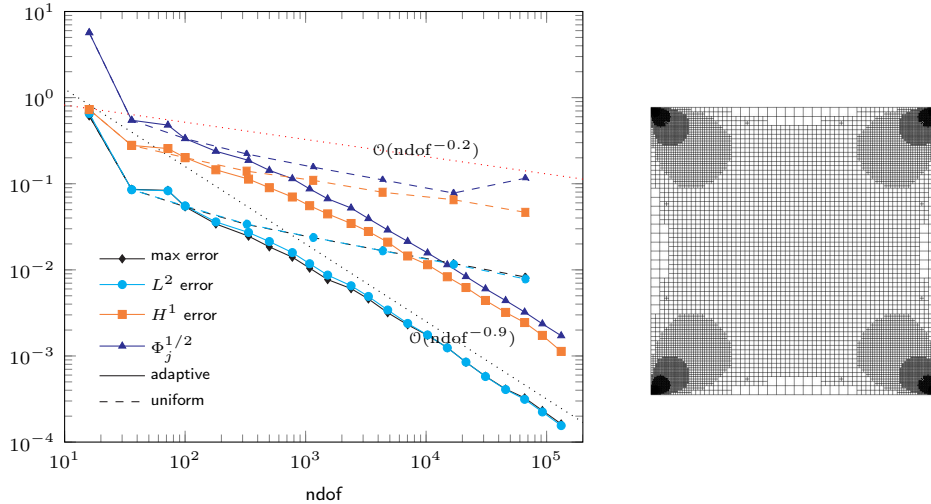 10^1
10^0
10^{-1}
10^{-2}
10^{-3}
10^{-4}
O(ndof^{-0.2})
O(ndof^{-0.9})
max error
L^2 error
H^1 error
Φ_j^{1/2}
adaptive
uniform
10^1 10^2 10^3 10^4 10^5
ndof